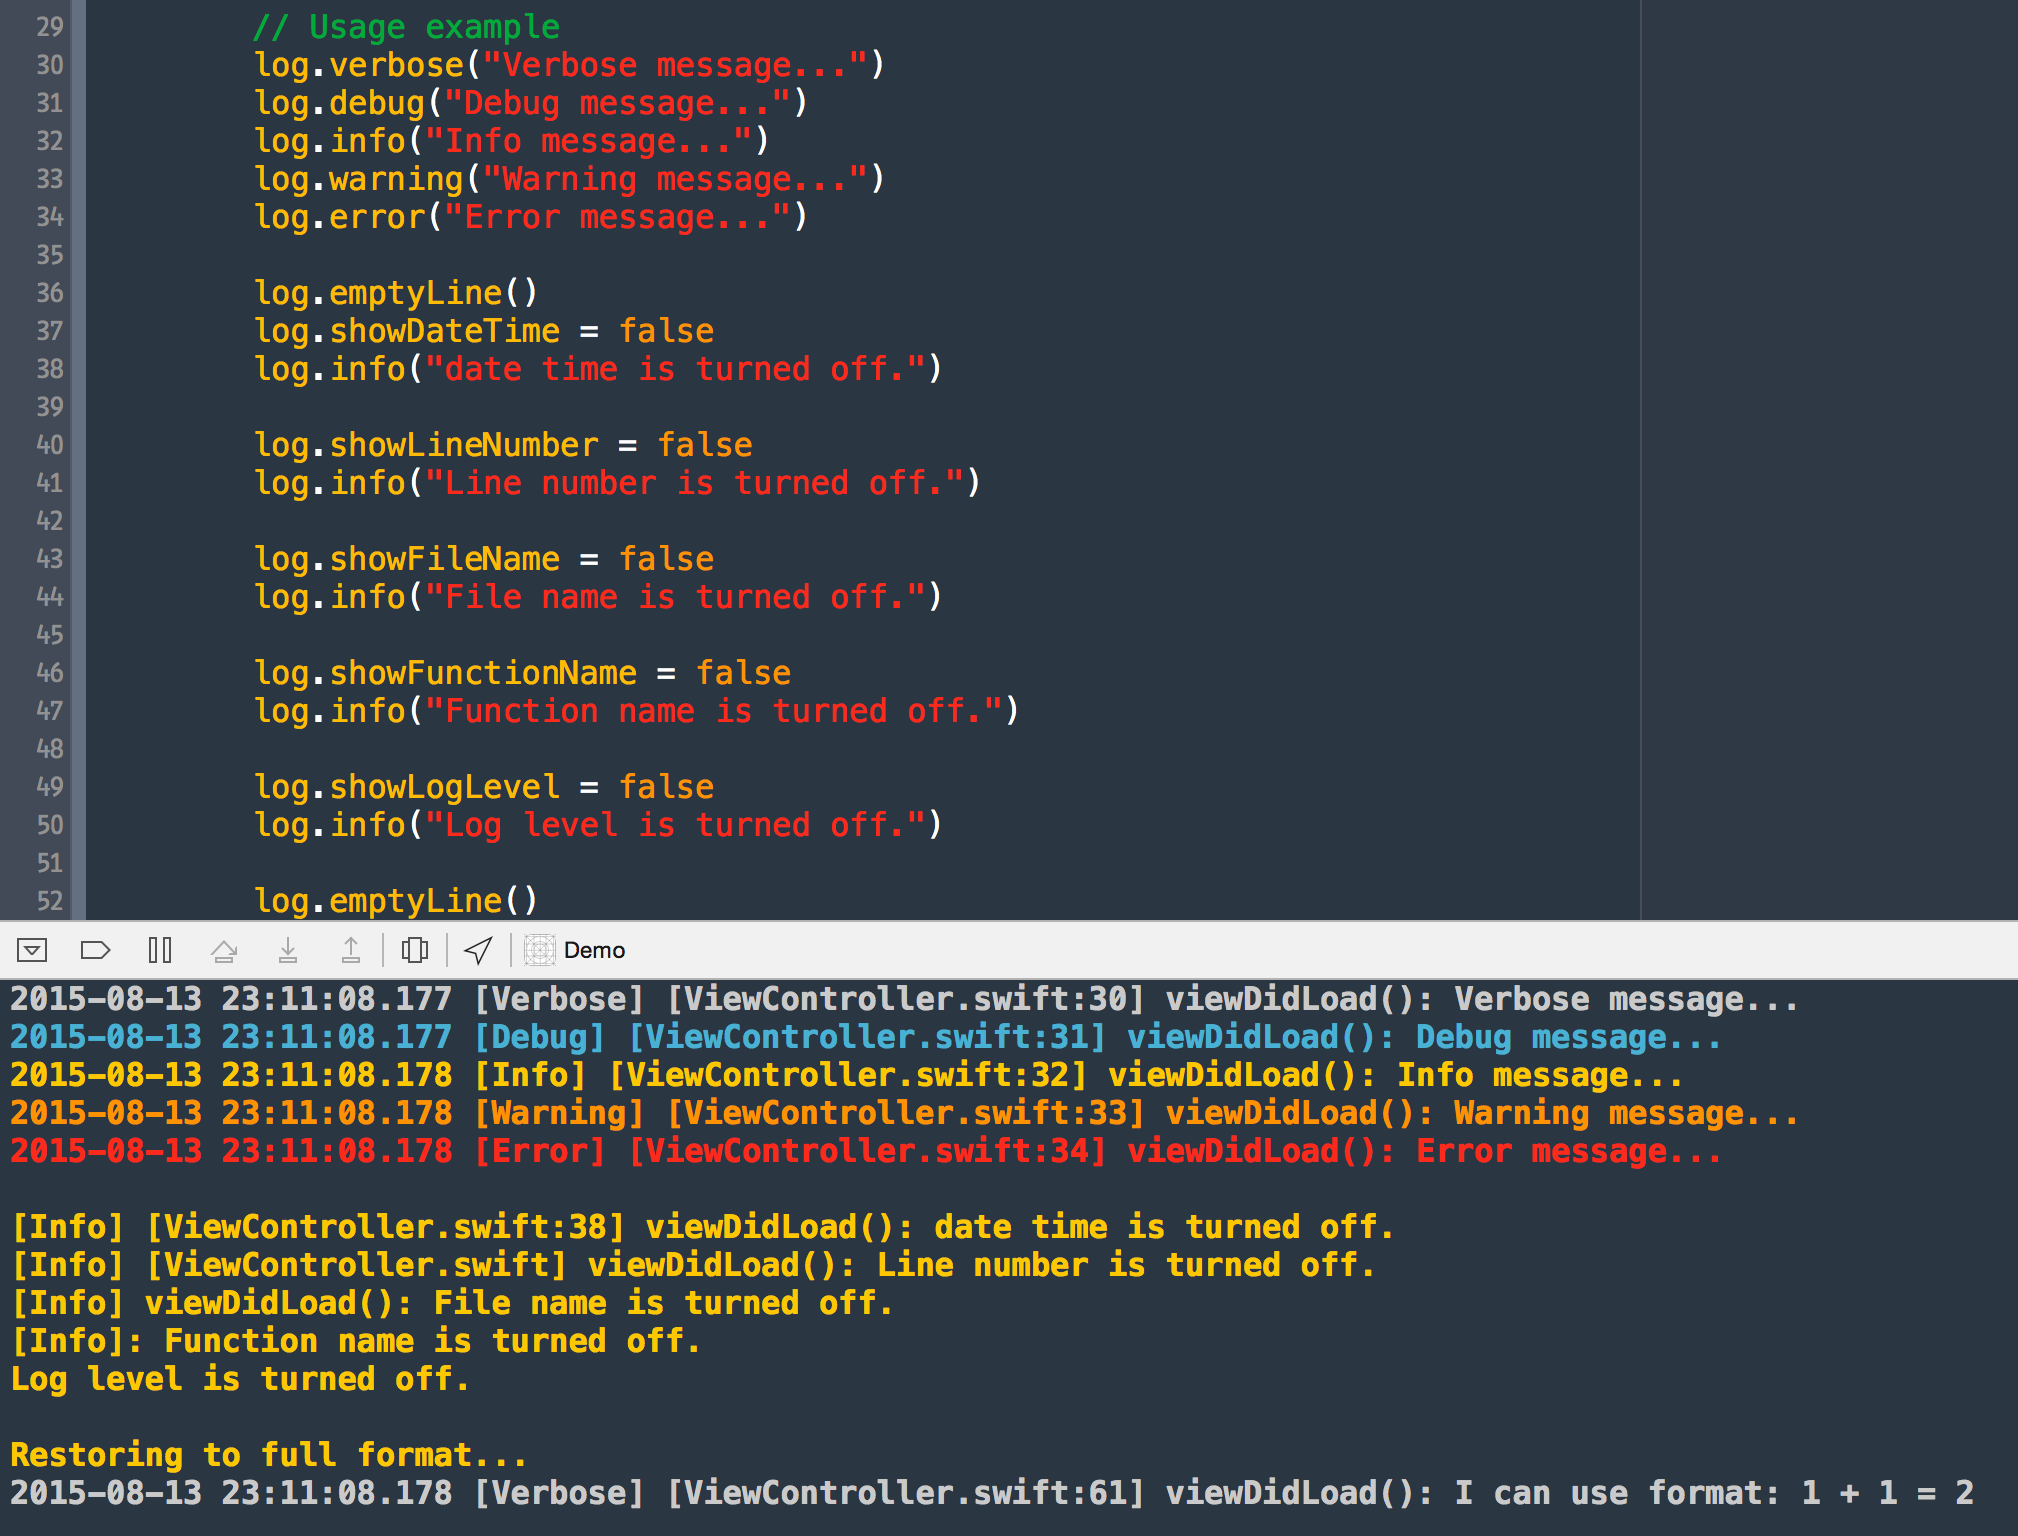 29 // Usage example
30 log.verbose("Verbose message...")
31 log.debug("Debug message...")
32 log.info("Info message...")
33 log.warning("Warning message...")
34 log.error("Error message...")
35
36 log.emptyLine()
37 log.showDateTime = false
38 log.info("date time is turned off.")
39
40 log.showLineNumber = false
41 log.info("Line number is turned off.")
42
43 log.showFileName = false
44 log.info("File name is turned off.")
45
46 log.showFunctionName = false
47 log.info("Function name is turned off.")
48
49 log.showLogLevel = false
50 log.info("Log level is turned off.")
51
52 log.emptyLine()
Demo
2015-08-13 23:11:08.177 [Verbose] [ViewController.swift:30] viewDidLoad(): Verbose message...
2015-08-13 23:11:08.177 [Debug] [ViewController.swift:31] viewDidLoad(): Debug message...
2015-08-13 23:11:08.178 [Info] [ViewController.swift:32] viewDidLoad(): Info message...
2015-08-13 23:11:08.178 [Warning] [ViewController.swift:33] viewDidLoad(): Warning message...
2015-08-13 23:11:08.178 [Error] [ViewController.swift:34] viewDidLoad(): Error message...
[Info] [ViewController.swift:38] viewDidLoad(): date time is turned off.
[Info] [ViewController.swift] viewDidLoad(): Line number is turned off.
[Info] viewDidLoad(): File name is turned off.
[Info]: Function name is turned off.
Log level is turned off.
Restoring to full format...
2015-08-13 23:11:08.178 [Verbose] [ViewController.swift:61] viewDidLoad(): I can use format: 1 + 1 = 2